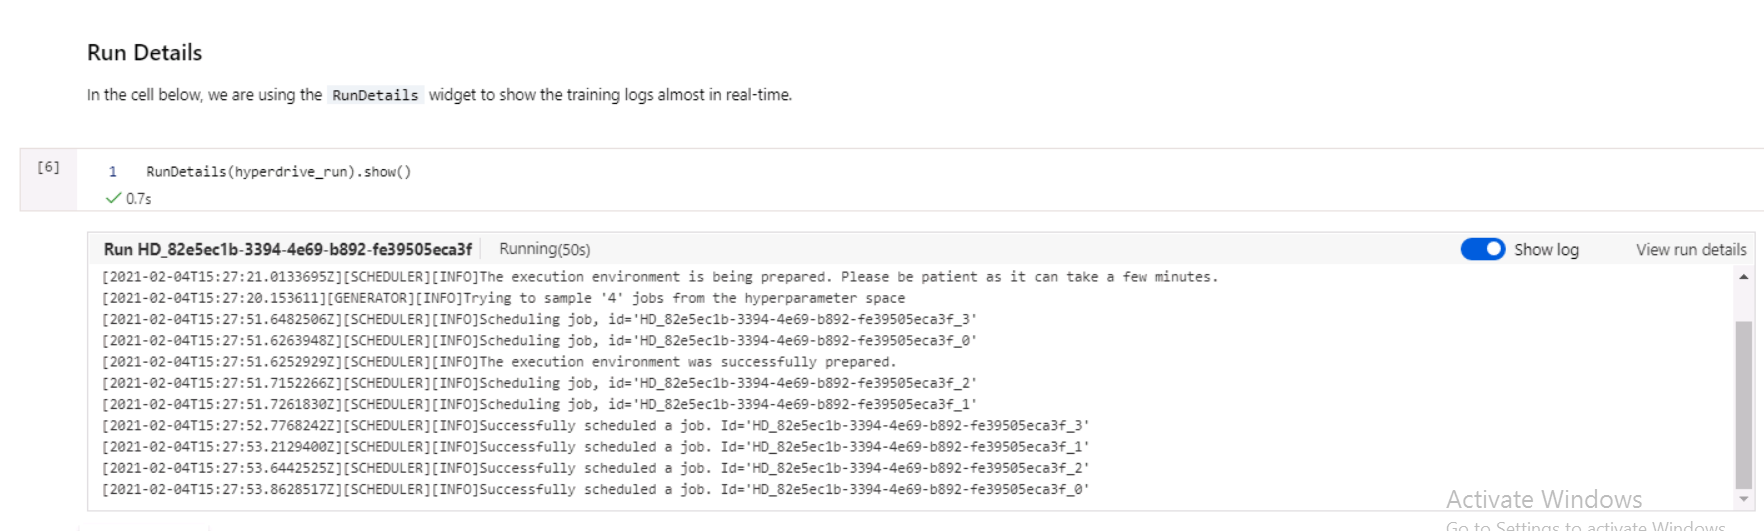 Run Details
In the cell below, we are using the RunDetails widget to show the training logs almost in real-time.
[6]
1 RunDetails(hyperdrive_run).show()
0.7s
Run HD_82e5ec1b-3394-4e69-b892-fe39505eca3f Running(50s) Show log View run details
[2021-02-04T15:27:21.0133695Z][SCHEDULER][INFO]The execution environment is being prepared. Please be patient as it can take a few minutes.
[2021-02-04T15:27:20.153611][GENERATOR][INFO]Trying to sample '4' jobs from the hyperparameter space
[2021-02-04T15:27:51.6482506Z][SCHEDULER][INFO]Scheduling job, id='HD_82e5ec1b-3394-4e69-b892-fe39505eca3f_3'
[2021-02-04T15:27:51.6263948Z][SCHEDULER][INFO]Scheduling job, id='HD_82e5ec1b-3394-4e69-b892-fe39505eca3f_0'
[2021-02-04T15:27:51.6252929Z][SCHEDULER][INFO]The execution environment was successfully prepared.
[2021-02-04T15:27:51.7152266Z][SCHEDULER][INFO]Scheduling job, id='HD_82e5ec1b-3394-4e69-b892-fe39505eca3f_2'
[2021-02-04T15:27:51.7261830Z][SCHEDULER][INFO]Scheduling job, id='HD_82e5ec1b-3394-4e69-b892-fe39505eca3f_1'
[2021-02-04T15:27:52.7768242Z][SCHEDULER][INFO]Successfully scheduled a job. Id='HD_82e5ec1b-3394-4e69-b892-fe39505eca3f_3'
[2021-02-04T15:27:53.2129400Z][SCHEDULER][INFO]Successfully scheduled a job. Id='HD_82e5ec1b-3394-4e69-b892-fe39505eca3f_1'
[2021-02-04T15:27:53.6442525Z][SCHEDULER][INFO]Successfully scheduled a job. Id='HD_82e5ec1b-3394-4e69-b892-fe39505eca3f_2'
[2021-02-04T15:27:53.8628517Z][SCHEDULER][INFO]Successfully scheduled a job. Id='HD_82e5ec1b-3394-4e69-b892-fe39505eca3f_0'
Activate Windows
Go to Settings to activate Windows